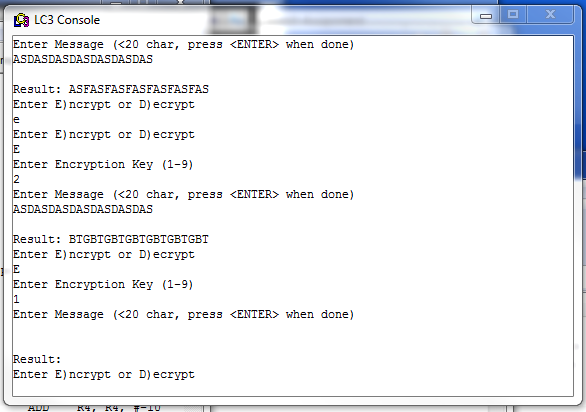 LC3 Console
Enter Message (<20 char, press <ENTER> when done)
ASDASDASDASDASDASDAS
Result: ASFASFASFASFASFASFAS
Enter E)ncrypt or D)ecrypt
e
Enter E)ncrypt or D)ecrypt
E
Enter Encryption Key (1-9)
2
Enter Message (<20 char, press <ENTER> when done)
ASDASDASDASDASDASDAS
Result: BTGBTGBTGBTGBTGBTGBT
Enter E)ncrypt or D)ecrypt
E
Enter Encryption Key (1-9)
1
Enter Message (<20 char, press <ENTER> when done)
Result:
Enter E)ncrypt or D)ecrypt
ADD R4, R4, #-10